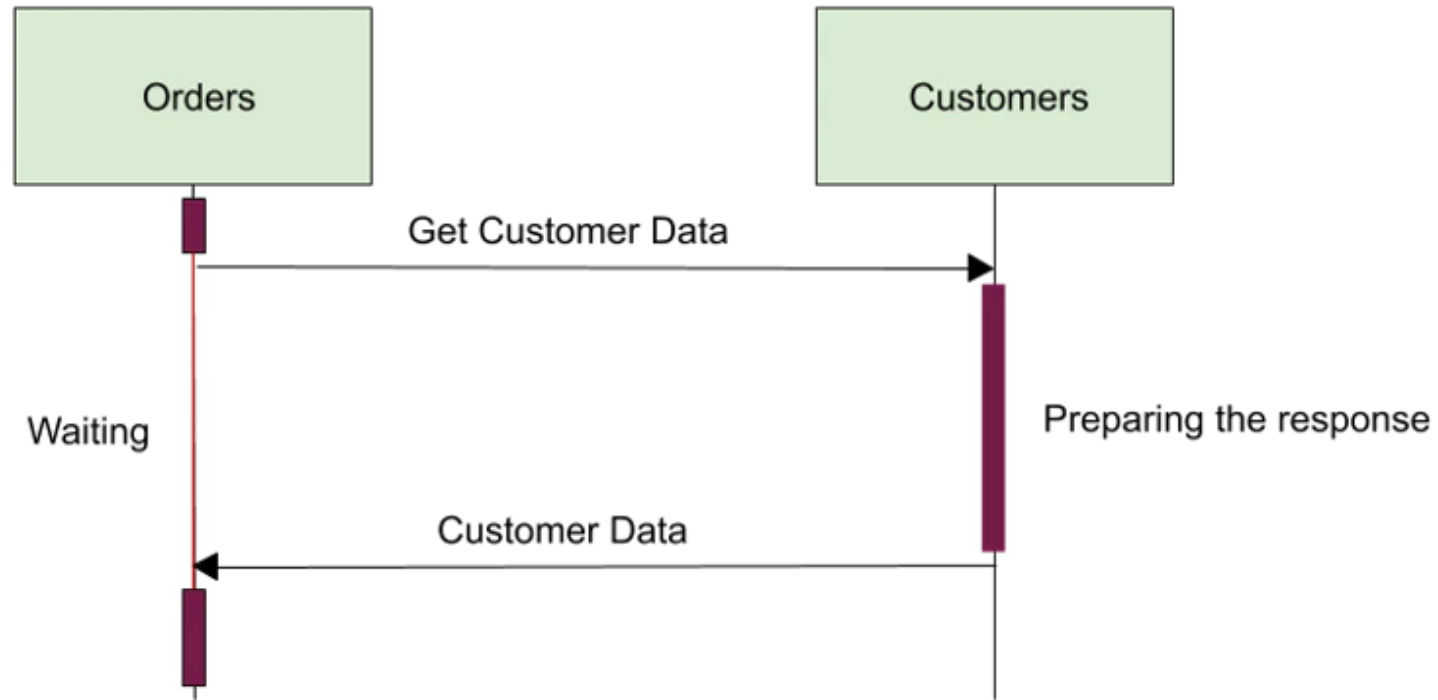 Orders
Customers
Get Customer Data
Waiting
Preparing the response
Customer Data